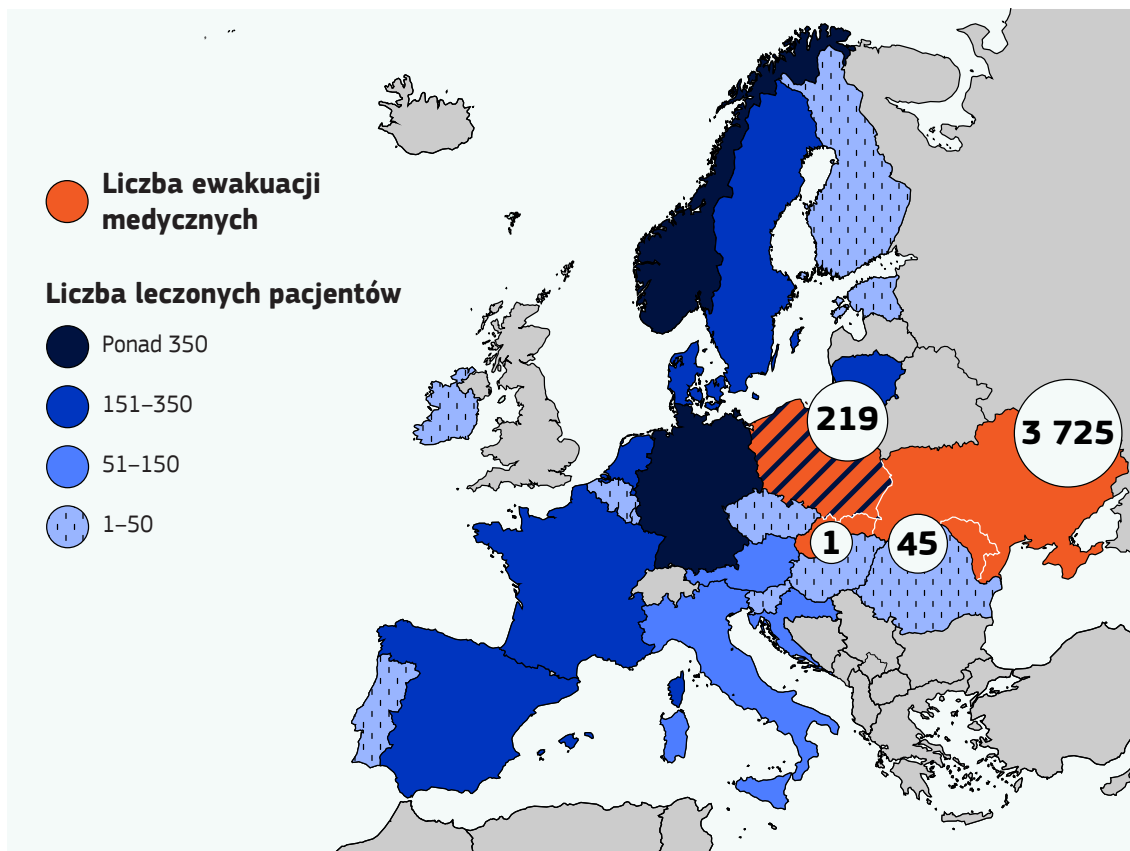 Liczba ewakuacji
medycznych
Liczba leczonych pacjentów
Ponad 350
151–350
51–150
1–50
219
3 725
1
45